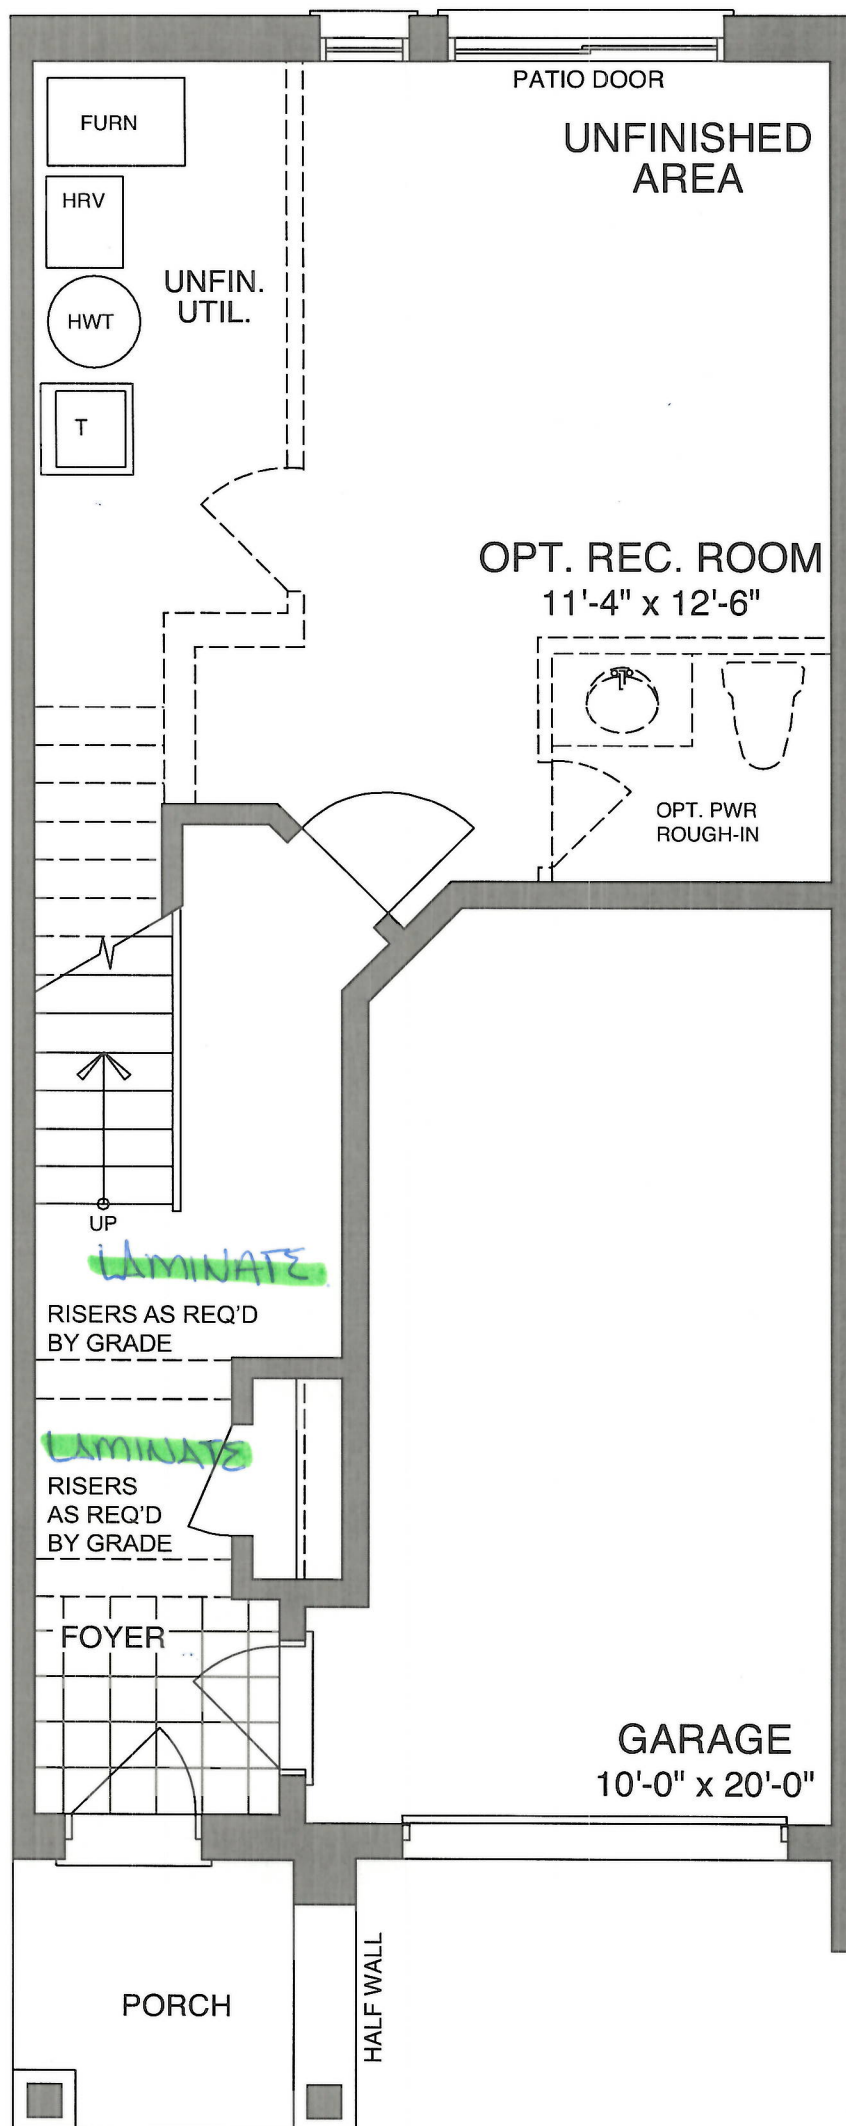 PATIO DOOR
UNFINISHED
AREA
FURN
HRV
HWT
T
UNFIN.
UTIL.
OPT. REC. ROOM
11'-4" x 12'-6"
OPT. PWR
ROUGH-IN
UP
LAMINATE
RISERS AS REQ'D
BY GRADE
LAMINATE
RISERS
AS REQ'D
BY GRADE
FOYER
GARAGE
10'-0" x 20'-0"
PORCH
HALF WALL